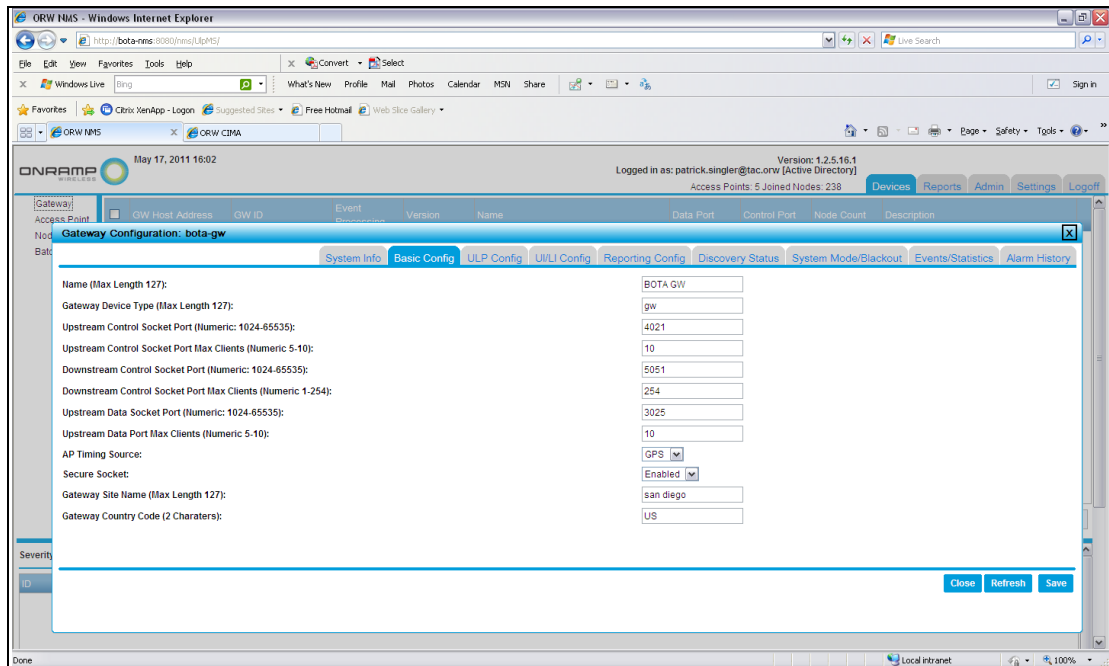 ORW NMS - Windows Internet Explorer
http://bota-nms:8080/nms/UlpMS/
Live Search
File Edit View Favorites Tools Help
Convert
Select
Windows Live
Bing
What's New Profile Mail Photos Calendar MSN Share
Sign in
Favorites
Citrix XenApp - Logon
Suggested Sites
Free Hotmail
Web Slice Gallery
ORW NMS
ORW CIMA
Page Safety Tools
ONRAMP
WIRELESS
May 17, 2011 16:02
Version: 1.2.5.16.1
Logged in as: patrick.singler@tac.orw [Active Directory]
Access Points: 5 Joined Nodes: 238
Devices Reports Admin Settings Logoff
Gateway
Access Point
Nod
Batc
GW Host Address GW ID Event Processing Version Name Data Port Control Port Node Count Description
Gateway Configuration: bota-gw
X
System Info Basic Config ULP Config UI/LI Config Reporting Config Discovery Status System Mode/Blackout Events/Statistics Alarm History
Name (Max Length 127): BOTA GW
Gateway Device Type (Max Length 127): gw
Upstream Control Socket Port (Numeric: 1024-65535): 4021
Upstream Control Socket Port Max Clients (Numeric 5-10): 10
Downstream Control Socket Port (Numeric: 1024-65535): 5051
Downstream Control Socket Port Max Clients (Numeric 1-254): 254
Upstream Data Socket Port (Numeric: 1024-65535): 3025
Upstream Data Port Max Clients (Numeric 5-10): 10
AP Timing Source: GPS
Secure Socket: Enabled
Gateway Site Name (Max Length 127): san diego
Gateway Country Code (2 Charaters): US
Severity
ID
Close Refresh Save
Done
Local intranet
100%